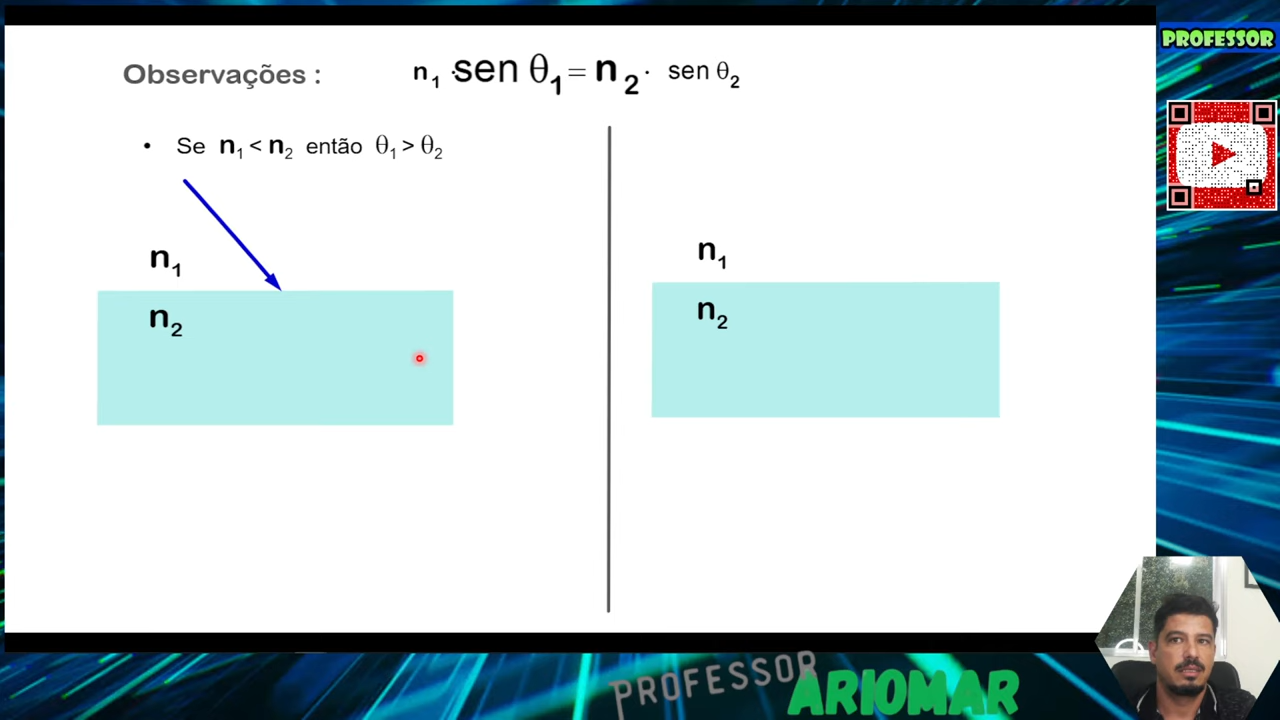 PROFESSOR
Observações : n₁ · sen θ₁ = n₂ · sen θ₂
• Se n₁ < n₂ então θ₁ > θ₂
n₁
n₂
n₁
n₂
PROFESSOR
ARIOMAR